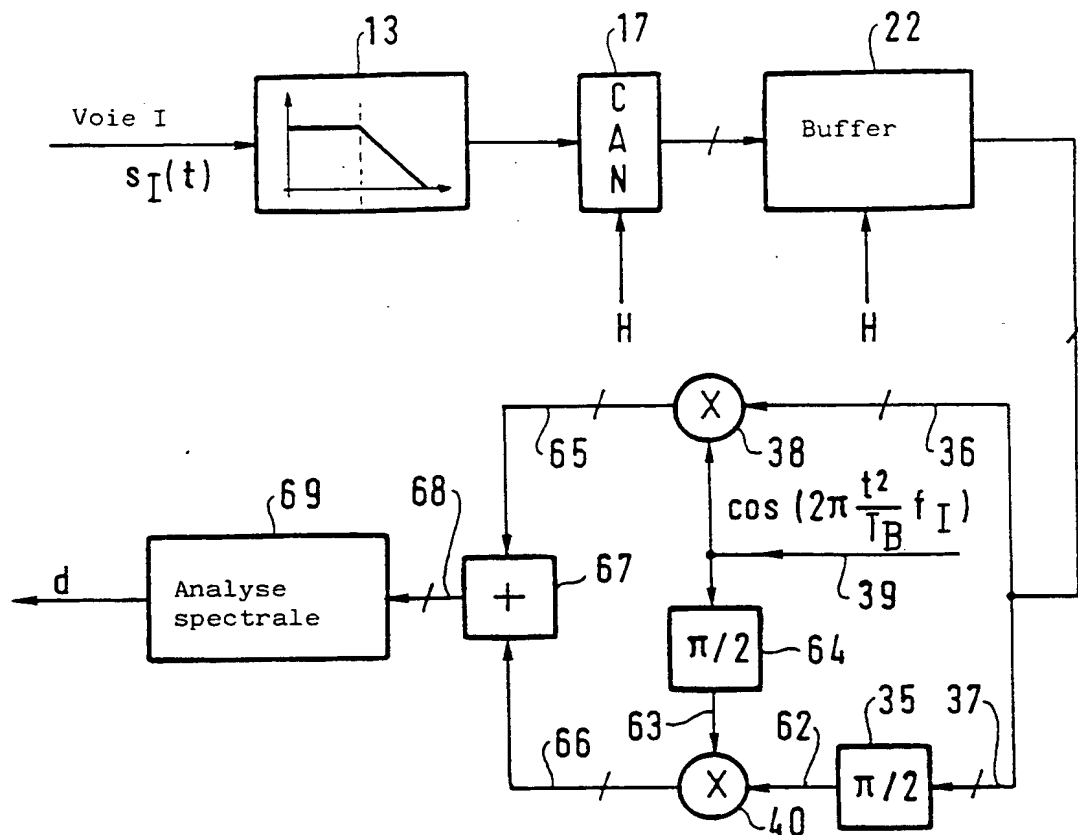 13
17
22
Voie I
s_I(t)
C
A
N
Buffer
H
H
65
X
38
36
cos (2π t²/T_B f_I)
39
69
68
67
Analyse
spectrale
d
+
π/2
64
63
66
X
40
62
35
π/2
37